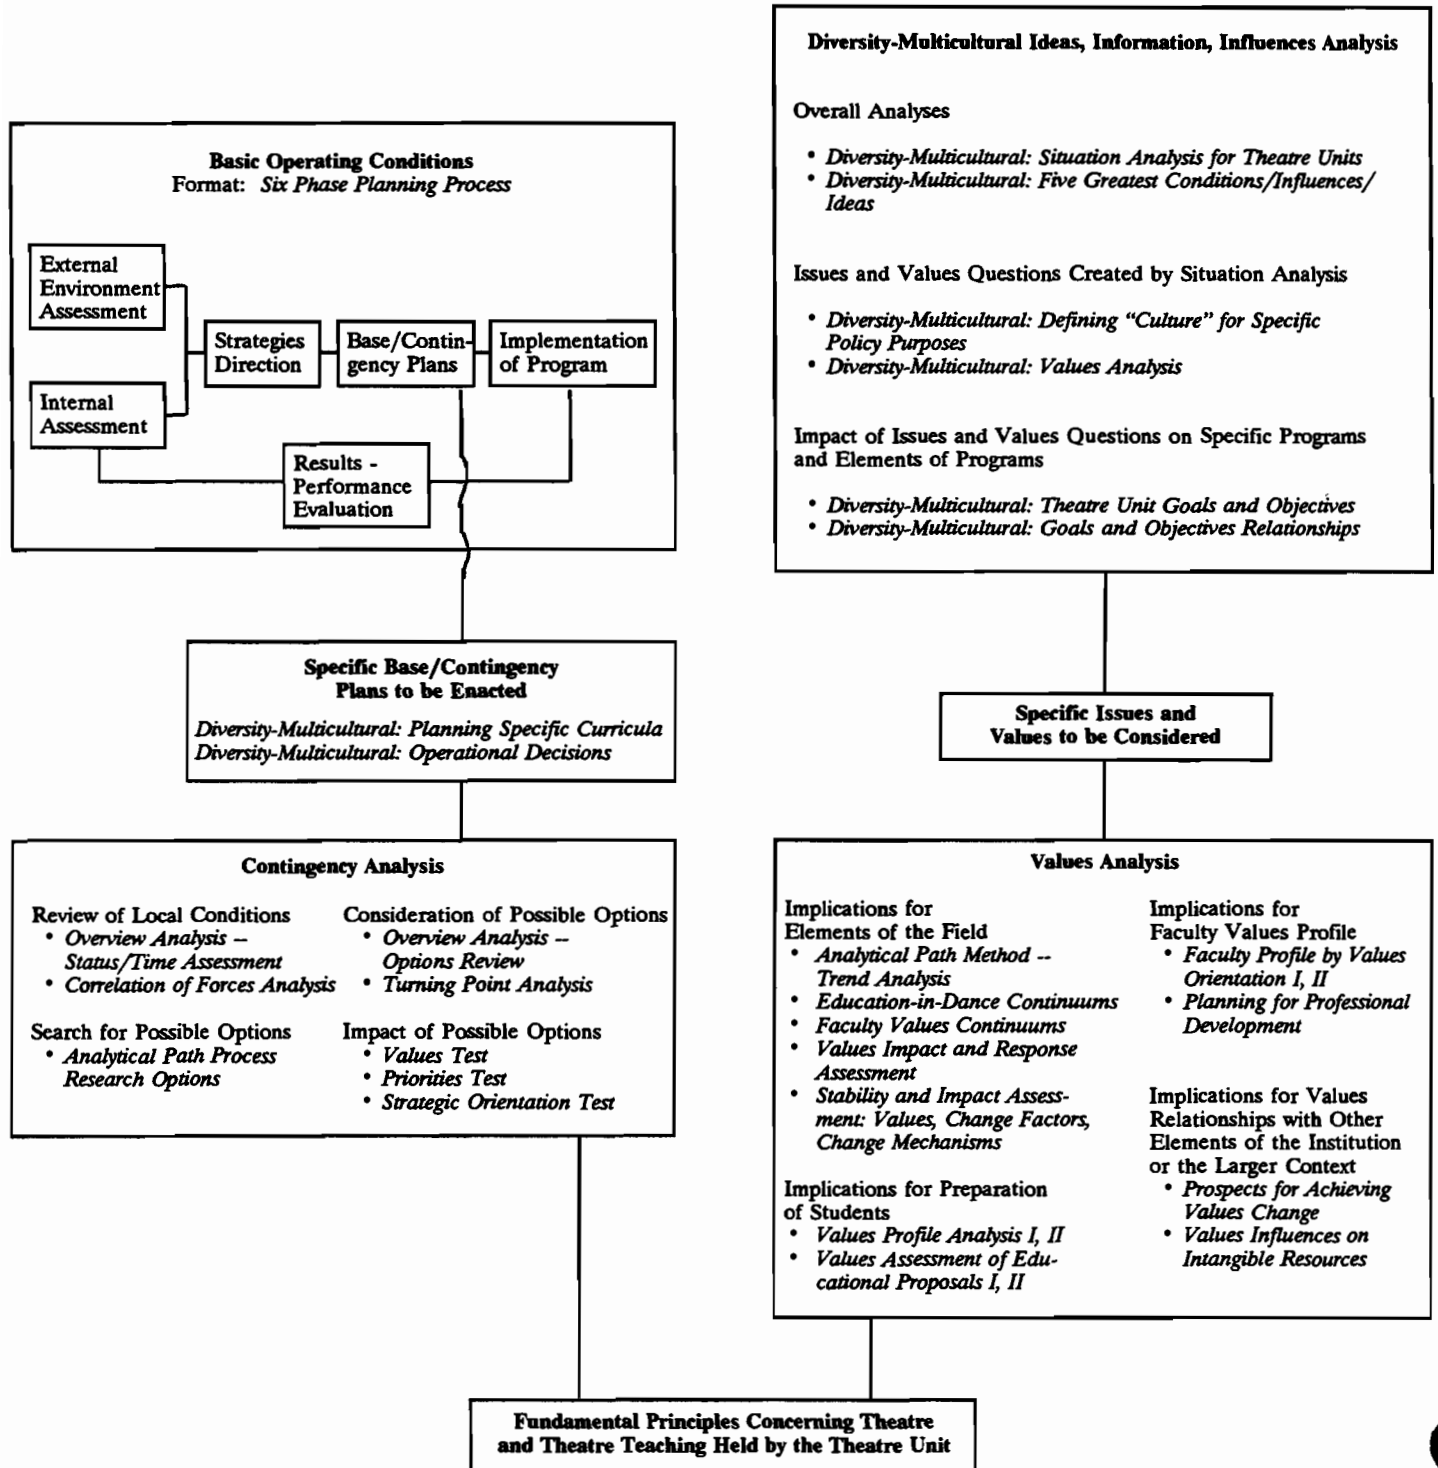 Diversity-Multicultural Ideas, Information, Influences Analysis
Overall Analyses
• Diversity-Multicultural: Situation Analysis for Theatre Units
• Diversity-Multicultural: Five Greatest Conditions/Influences/
Ideas
Issues and Values Questions Created by Situation Analysis
• Diversity-Multicultural: Defining “Culture” for Specific
Policy Purposes
• Diversity-Multicultural: Values Analysis
Impact of Issues and Values Questions on Specific Programs
and Elements of Programs
• Diversity-Multicultural: Theatre Unit Goals and Objectives
• Diversity-Multicultural: Goals and Objectives Relationships
Basic Operating Conditions
Format: Six Phase Planning Process
External
Environment
Assessment
Internal
Assessment
Strategies
Direction
Base/Contin-
gency Plans
Implementation
of Program
Results -
Performance
Evaluation
Specific Base/Contingency
Plans to be Enacted
Diversity-Multicultural: Planning Specific Curricula
Diversity-Multicultural: Operational Decisions
Specific Issues and
Values to be Considered
Contingency Analysis
Review of Local Conditions
• Overview Analysis --
Status/Time Assessment
• Correlation of Forces Analysis
Search for Possible Options
• Analytical Path Process
Research Options
Consideration of Possible Options
• Overview Analysis --
Options Review
• Turning Point Analysis
Impact of Possible Options
• Values Test
• Priorities Test
• Strategic Orientation Test
Values Analysis
Implications for
Elements of the Field
• Analytical Path Method --
Trend Analysis
• Education-in-Dance Continuums
• Faculty Values Continuums
• Values Impact and Response
Assessment
• Stability and Impact Assess-
ment: Values, Change Factors,
Change Mechanisms
Implications for Preparation
of Students
• Values Profile Analysis I, II
• Values Assessment of Edu-
cational Proposals I, II
Implications for
Faculty Values Profile
• Faculty Profile by Values
Orientation I, II
• Planning for Professional
Development
Implications for Values
Relationships with Other
Elements of the Institution
or the Larger Context
• Prospects for Achieving
Values Change
• Values Influences on
Intangible Resources
Fundamental Principles Concerning Theatre
and Theatre Teaching Held by the Theatre Unit